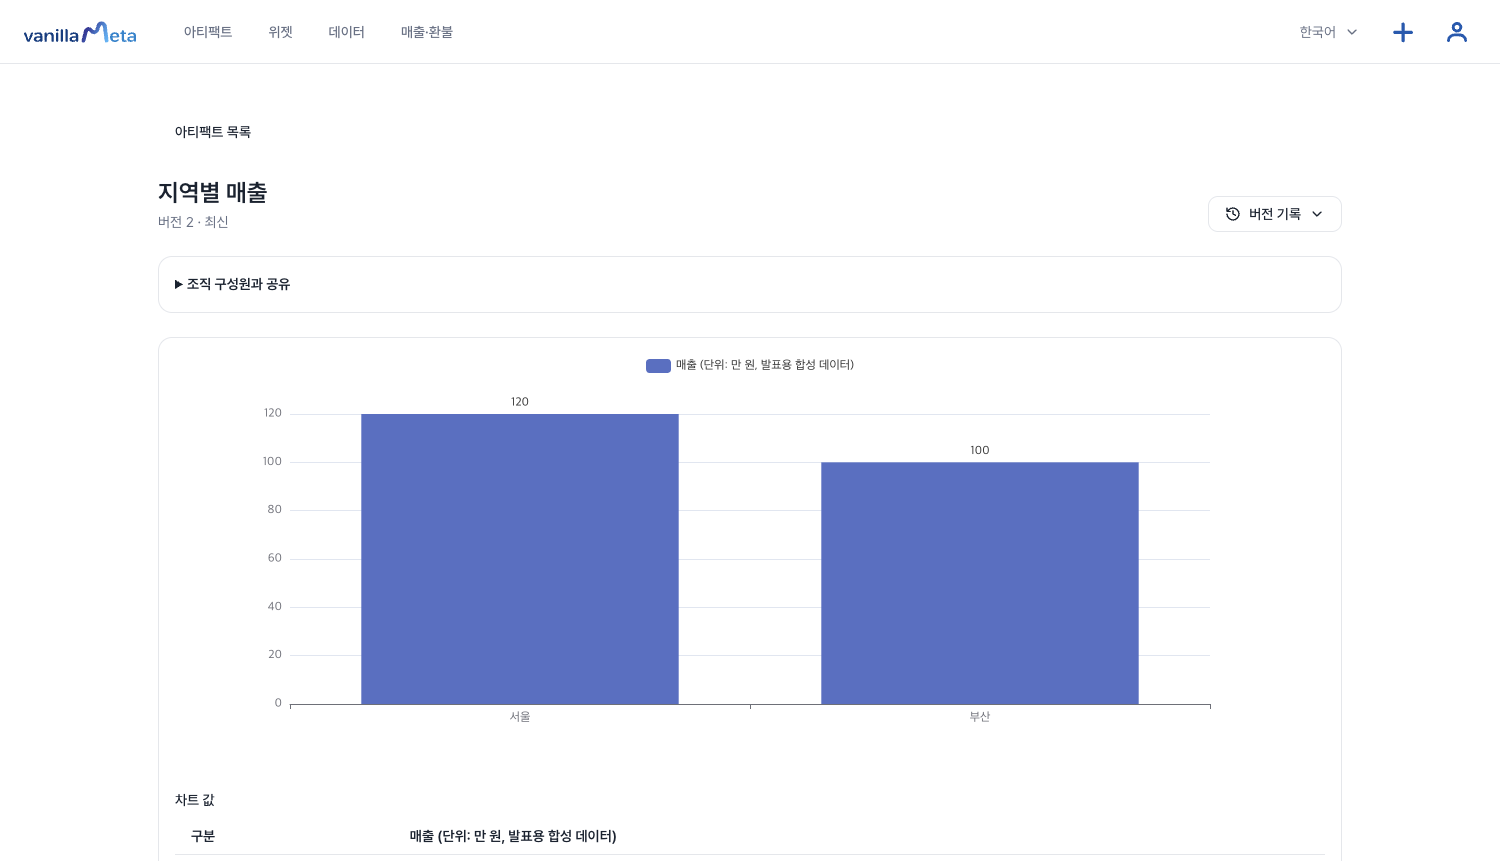 vanilla Meta 아티팩트 위젯 데이터 매출·환불 한국어
아티팩트 목록
지역별 매출
버전 2 · 최신
버전 기록
조직 구성원과 공유
매출 (단위: 만 원, 발표용 합성 데이터)
120
100
120
100
80
60
40
20
0
서울 부산
차트 값
구분 매출 (단위: 만 원, 발표용 합성 데이터)